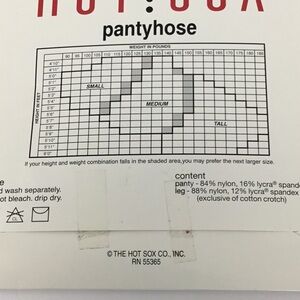 HOT SOX
pantyhose
WEIGHT IN POUNDS
90 95 100 105 110 115 120 125 130 135 140 145 150 155 160 165 170 175 180 185
HEIGHT IN FEET
4'10"
4'11"
5'0"
5'1"
5'2"
5'3"
5'4"
5'5"
5'6"
5'7"
5'8"
5'9"
5'10"
5'11"
SMALL
MEDIUM
TALL
If your height and weight combination falls in the shaded area, you may prefer the next larger size.
e
d wash separately.
ot bleach. drip dry.
CL
content
panty - 84% nylon, 16% lycra® spande
leg - 88% nylon, 12% lycra® spandex
(exclusive of cotton crotch)
© THE HOT SOX CO., INC.
RN 55365